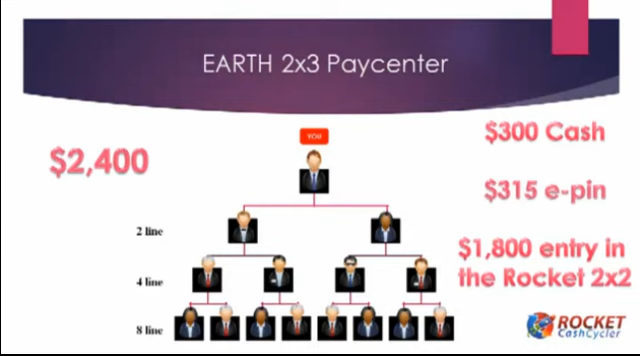 EARTH 2x3 Paycenter
$2,400
YOU
2 line
4 line
8 line
$300 Cash
$315 e-pin
$1,800 entry in
the Rocket 2x2
ROCKET
CashCycler